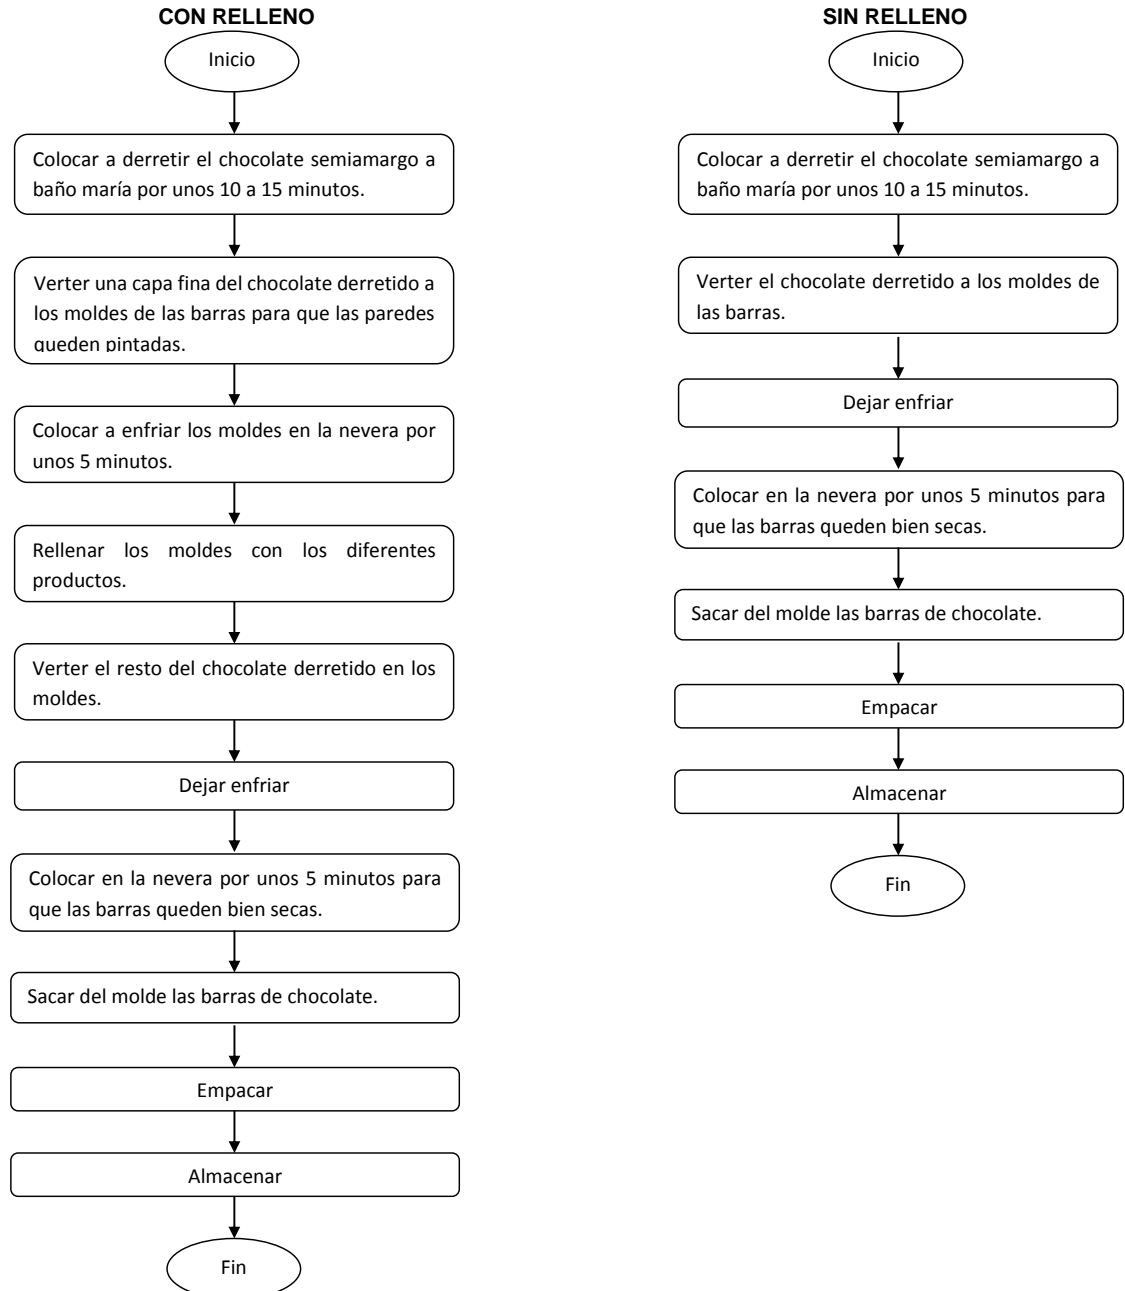 CON RELLENO
Inicio
Colocar a derretir el chocolate semiamargo a
baño maría por unos 10 a 15 minutos.
Verter una capa fina del chocolate derretido a
los moldes de las barras para que las paredes
queden pintadas.
Colocar a enfriar los moldes en la nevera por
unos 5 minutos.
Rellenar los moldes con los diferentes
productos.
Verter el resto del chocolate derretido en los
moldes.
Dejar enfriar
Colocar en la nevera por unos 5 minutos para
que las barras queden bien secas.
Sacar del molde las barras de chocolate.
Empacar
Almacenar
Fin
SIN RELLENO
Inicio
Colocar a derretir el chocolate semiamargo a
baño maría por unos 10 a 15 minutos.
Verter el chocolate derretido a los moldes de
las barras.
Dejar enfriar
Colocar en la nevera por unos 5 minutos para
que las barras queden bien secas.
Sacar del molde las barras de chocolate.
Empacar
Almacenar
Fin